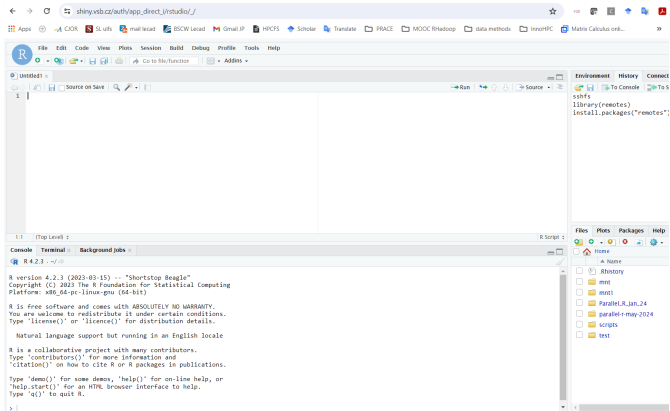 shiny.vsb.cz/auth/app_direct_i/rstudio/_/
Apps CJOR SL uifs mail lecad BSCW Lecad Gmail JP HPCFS Scholar Translate PRACE MOOC RHadoop data methods InnoHPC Matrix Calculus onli... »
R File Edit Code View Plots Session Build Debug Profile Tools Help
Go to file/function Addins
Untitled1 ×
Source on Save Run Source
1
1:1 (Top Level) R Script
Console Terminal × Background Jobs ×
R 4.2.3 · ~/
R version 4.2.3 (2023-03-15) -- "Shortstop Beagle"
Copyright (C) 2023 The R Foundation for Statistical Computing
Platform: x86_64-pc-linux-gnu (64-bit)
R is free software and comes with ABSOLUTELY NO WARRANTY.
You are welcome to redistribute it under certain conditions.
Type 'license()' or 'licence()' for distribution details.
Natural language support but running in an English locale
R is a collaborative project with many contributors.
Type 'contributors()' for more information and
'citation()' on how to cite R or R packages in publications.
Type 'demo()' for some demos, 'help()' for on-line help, or
'help.start()' for an HTML browser interface to help.
Type 'q()' to quit R.
>
Environment History Connect
To Console To S
sshfs
library(remotes)
install.packages("remotes")
Files Plots Packages Help
Home
Name
.Rhistory
mnt
mnt1
Parallel_R_Jan_24
parallel-r-may-2024
scripts
test